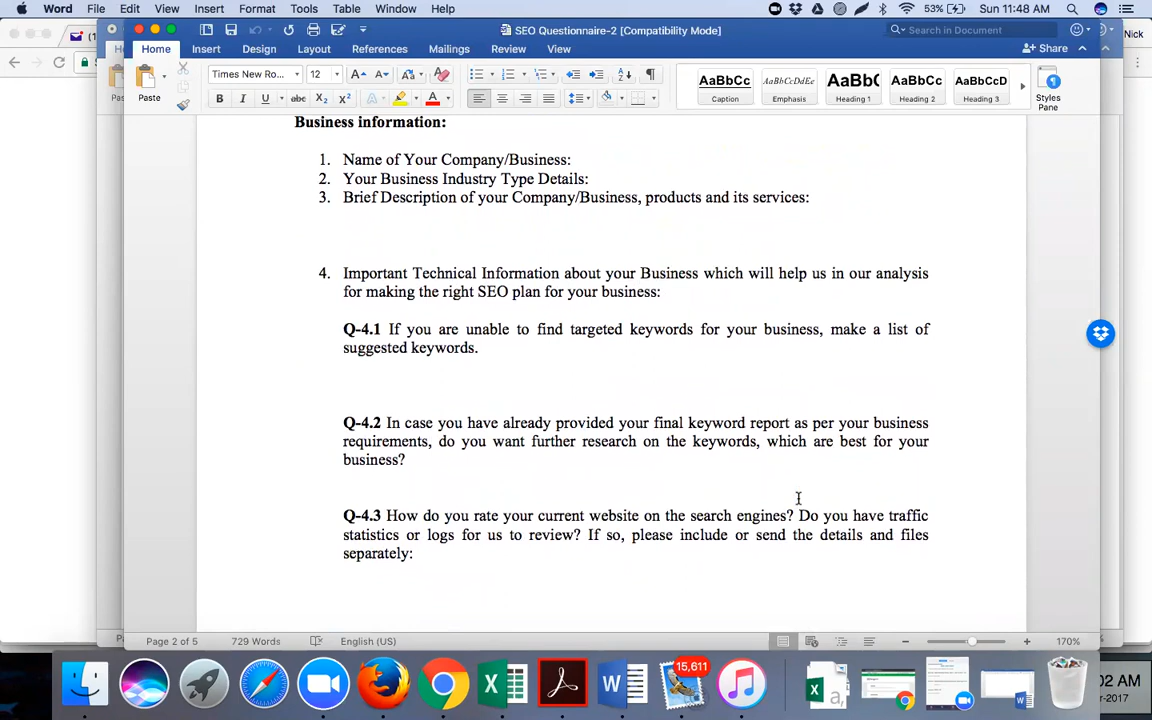 Word File Edit View Insert Format Tools Table Window Help 53% Sun 11:48 AM
SEO Questionnaire-2 [Compatibility Mode] Search in Document Nick
Home Insert Design Layout References Mailings Review View Share
Times New Ro... 12 AaBbCc AaBbCcDdEe AaBbC AaBbCc AaBbCcD
Paste B I U abc X2 X2 A A Caption Emphasis Heading 1 Heading 2 Heading 3 Styles Pane
Business information:
1. Name of Your Company/Business:
2. Your Business Industry Type Details:
3. Brief Description of your Company/Business, products and its services:
4. Important Technical Information about your Business which will help us in our analysis
for making the right SEO plan for your business:
Q-4.1 If you are unable to find targeted keywords for your business, make a list of
suggested keywords.
Q-4.2 In case you have already provided your final keyword report as per your business
requirements, do you want further research on the keywords, which are best for your
business?
Q-4.3 How do you rate your current website on the search engines? Do you have traffic
statistics or logs for us to review? If so, please include or send the details and files
separately:
Page 2 of 5 729 Words English (US) 170%
15,611
02 AM
-2017